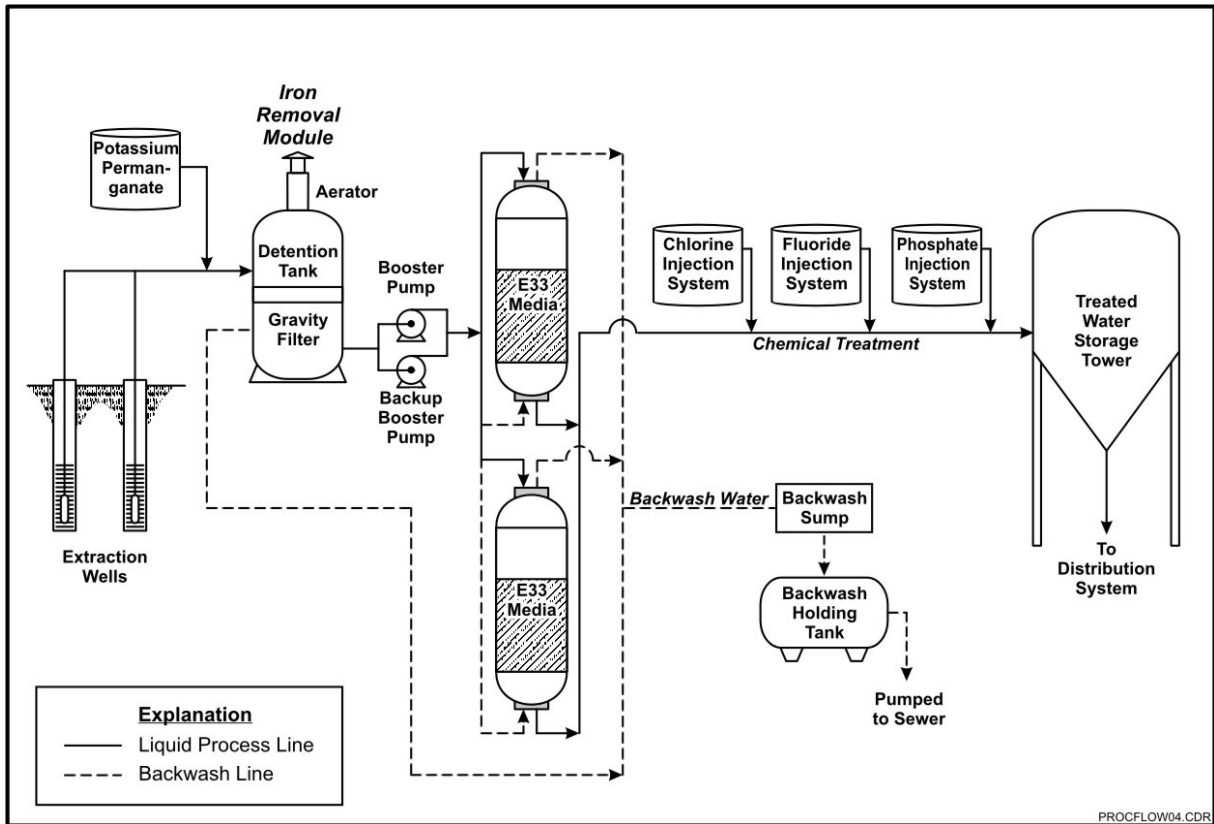 Iron
Removal
Module
Potassium
Perman-
ganate
Aerator
Detention
Tank
Gravity
Filter
Booster
Pump
Backup
Booster
Pump
E33
Media
E33
Media
Chlorine
Injection
System
Fluoride
Injection
System
Phosphate
Injection
System
Chemical Treatment
Treated
Water
Storage
Tower
To
Distribution
System
Extraction
Wells
Backwash Water
Backwash
Sump
Backwash
Holding
Tank
Pumped
to Sewer
Explanation
Liquid Process Line
Backwash Line
PROCFLOW04.CDR